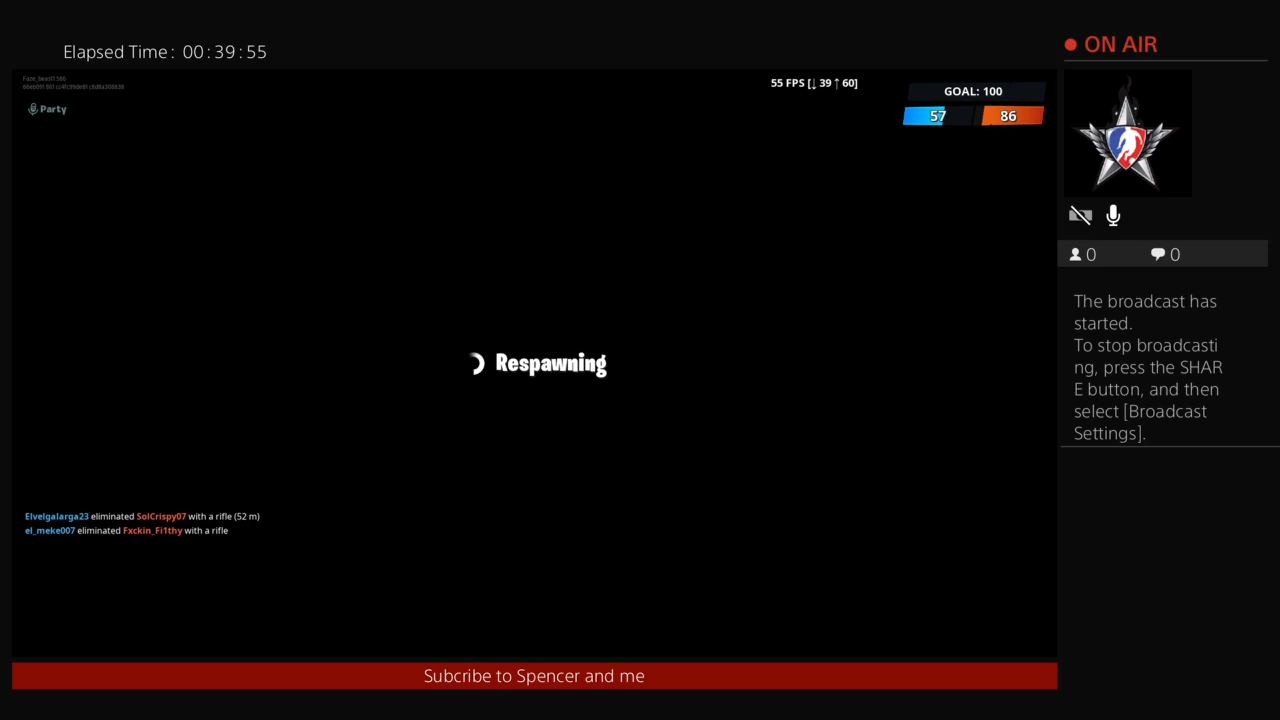 Elapsed Time: 00:39:55
ON AIR
Faze_beast1586
55 FPS [↓ 39 ↑ 60]
GOAL: 100
57 86
Party
0 0
The broadcast has
started.
To stop broadcasti
ng, press the SHAR
E button, and then
select [Broadcast
Settings].
Respawning
Elvelgalarga23 eliminated SolCrispy07 with a rifle (52 m)
el_meke007 eliminated Fxckin_Fi1thy with a rifle
Subcribe to Spencer and me